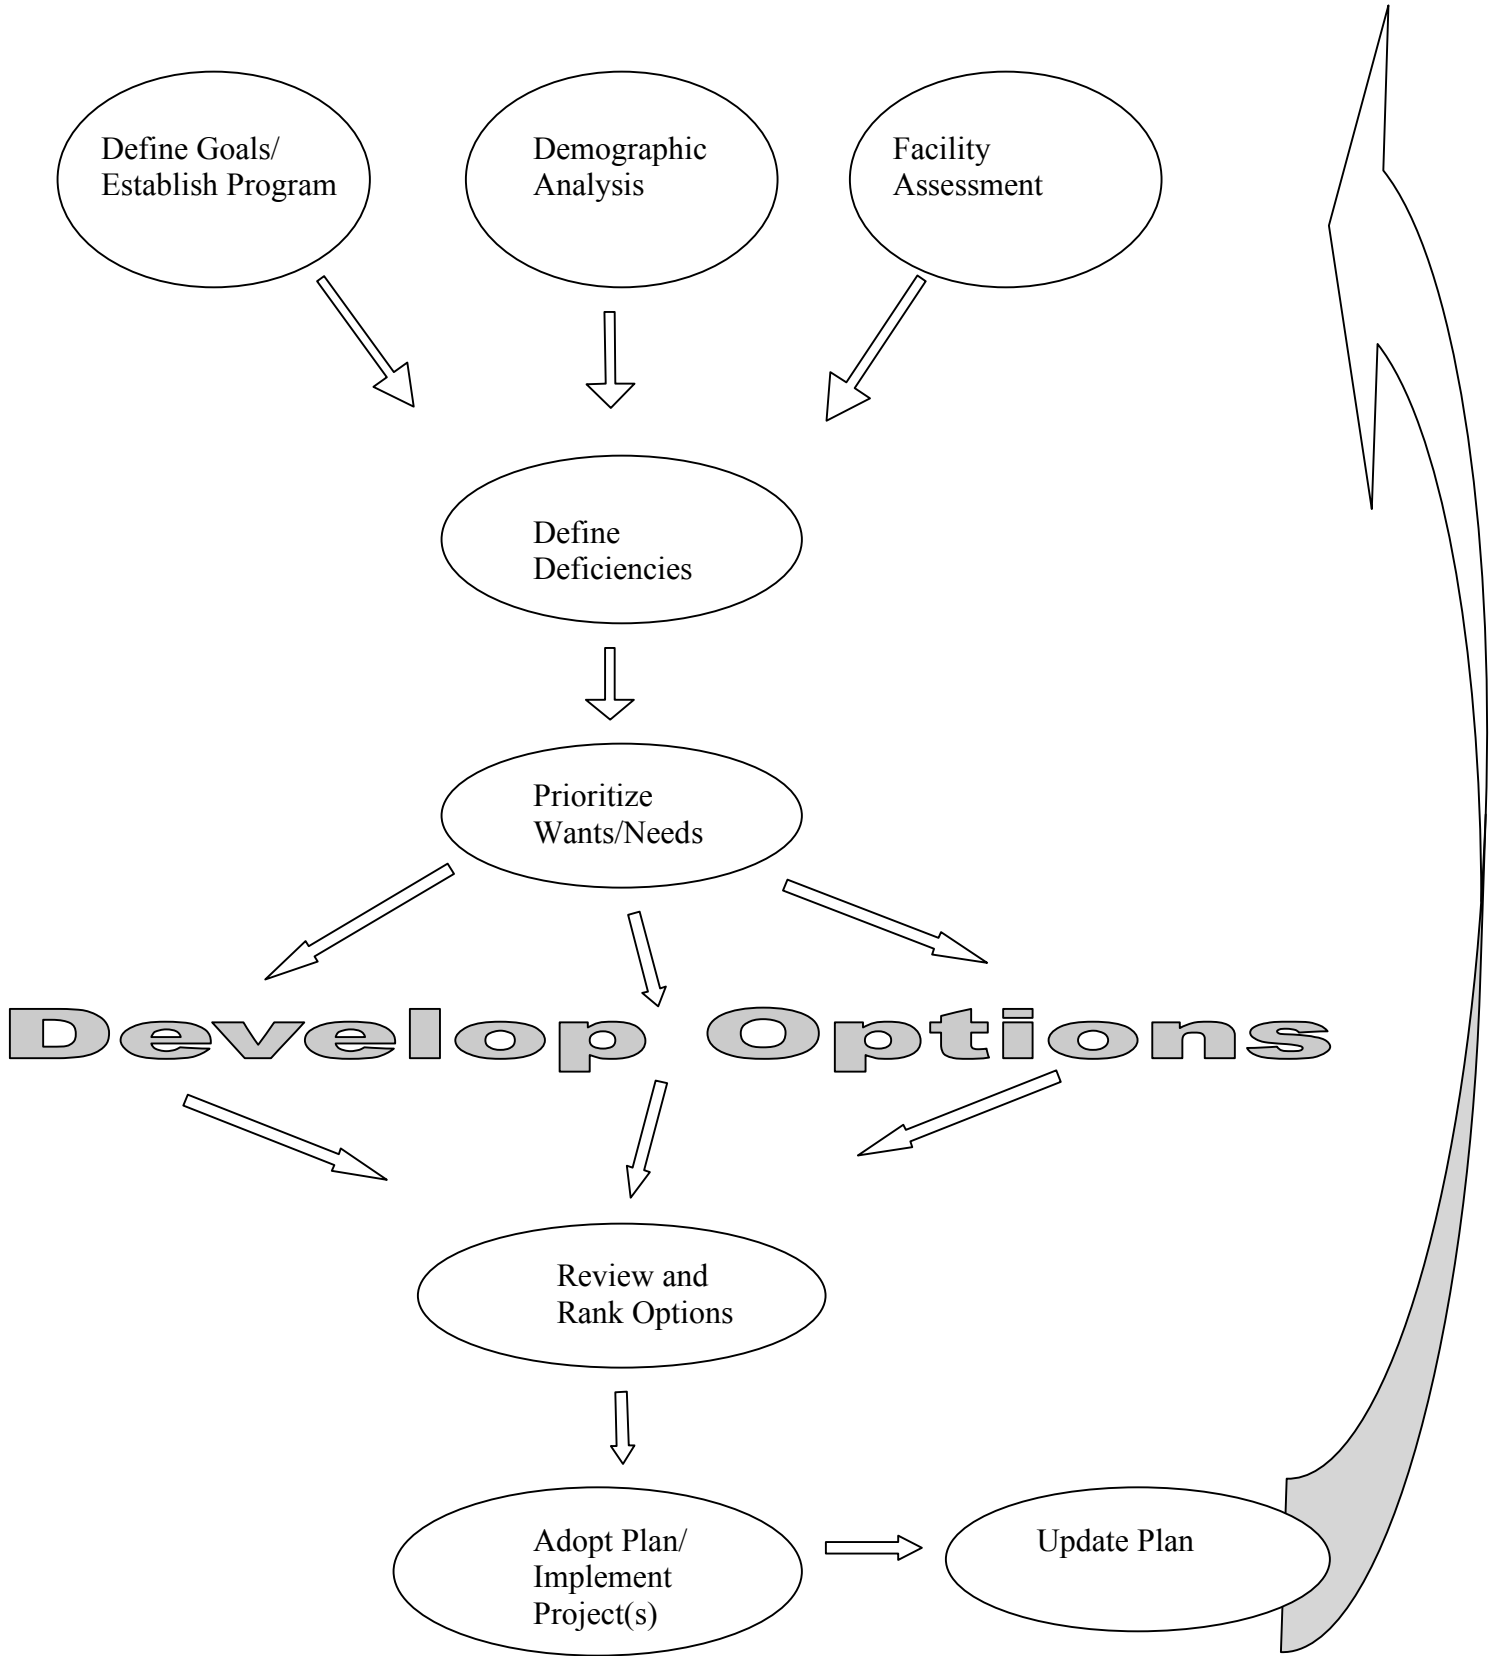 Define Goals/
Establish Program
Demographic
Analysis
Facility
Assessment
Define
Deficiencies
Prioritize
Wants/Needs
Develop Options
Review and
Rank Options
Adopt Plan/
Implement
Project(s)
Update Plan